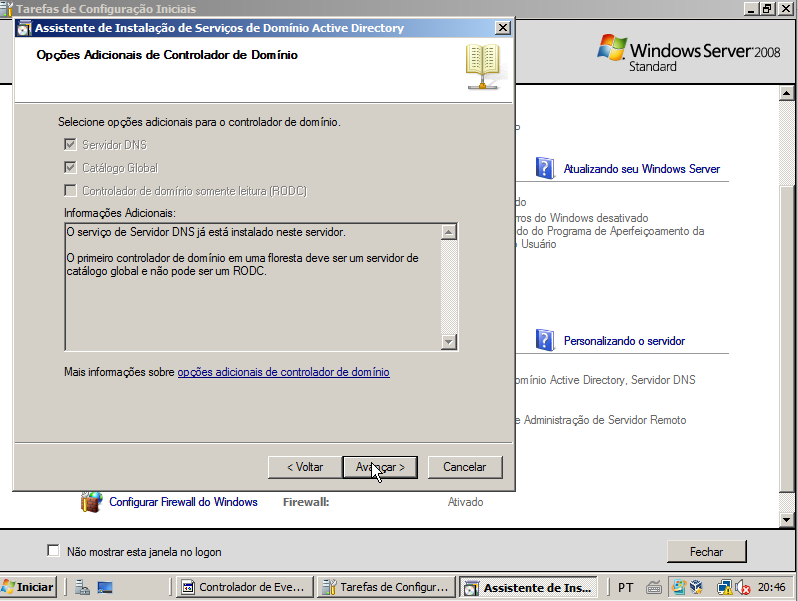 Tarefas de Configuração Iniciais
Assistente de Instalação de Serviços de Domínio Active Directory
Opções Adicionais de Controlador de Domínio
Windows Server 2008
Standard
Selecione opções adicionais para o controlador de domínio.
Servidor DNS
Catálogo Global
Controlador de domínio somente leitura (RODC)
Informações Adicionais:
O serviço de Servidor DNS já está instalado neste servidor.
O primeiro controlador de domínio em uma floresta deve ser um servidor de
catálogo global e não pode ser um RODC.
Mais informações sobre opções adicionais de controlador de domínio
< Voltar
Avançar >
Cancelar
Atualizando seu Windows Server
do
rros do Windows desativado
do do Programa de Aperfeiçoamento da
Usuário
Personalizando o servidor
omínio Active Directory, Servidor DNS
e Administração de Servidor Remoto
Configurar Firewall do Windows
Firewall:
Ativado
Não mostrar esta janela no logon
Fechar
Iniciar
Controlador de Eve...
Tarefas de Configur...
Assistente de Ins...
PT
20:46